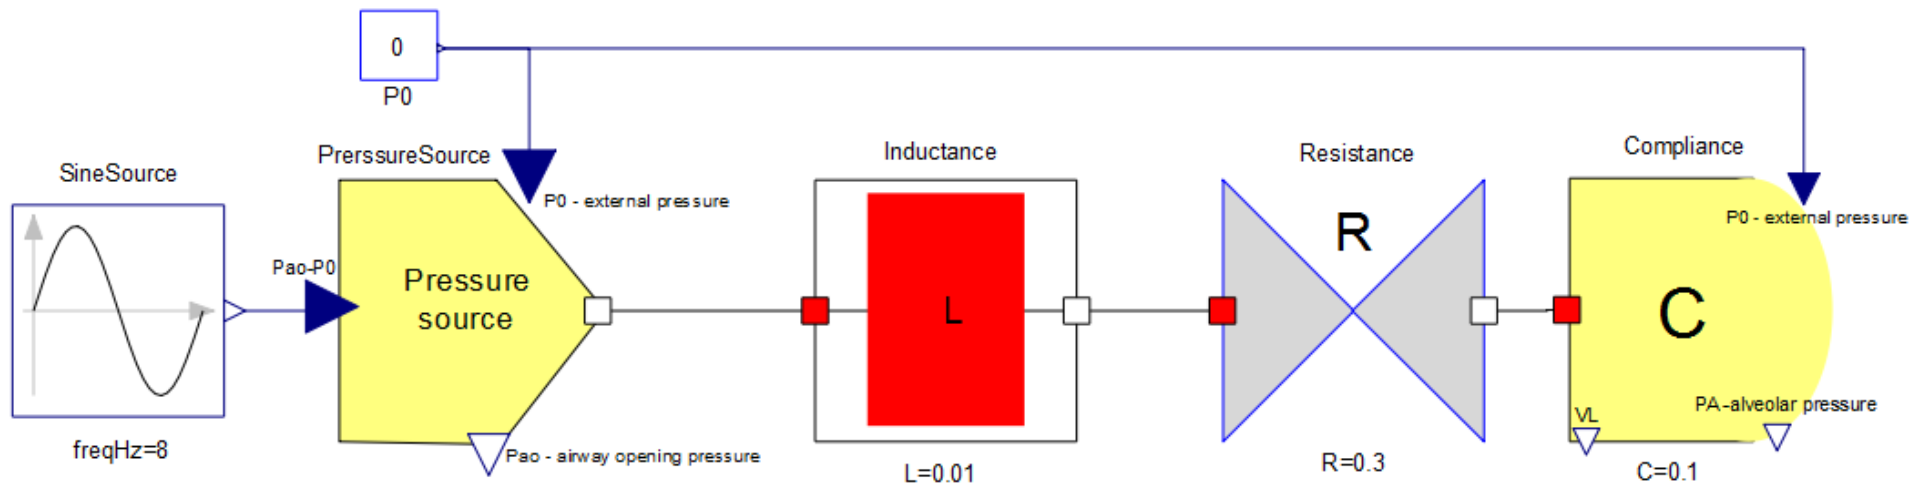 0
P0
SineSource
PrerssureSource
Inductance
Resistance
Compliance
P0 - external pressure
P0 - external pressure
Pao-P0
Pressure
source
L
R
C
Pao - airway opening pressure
VL
PA-alveolar pressure
freqHz=8
L=0.01
R=0.3
C=0.1